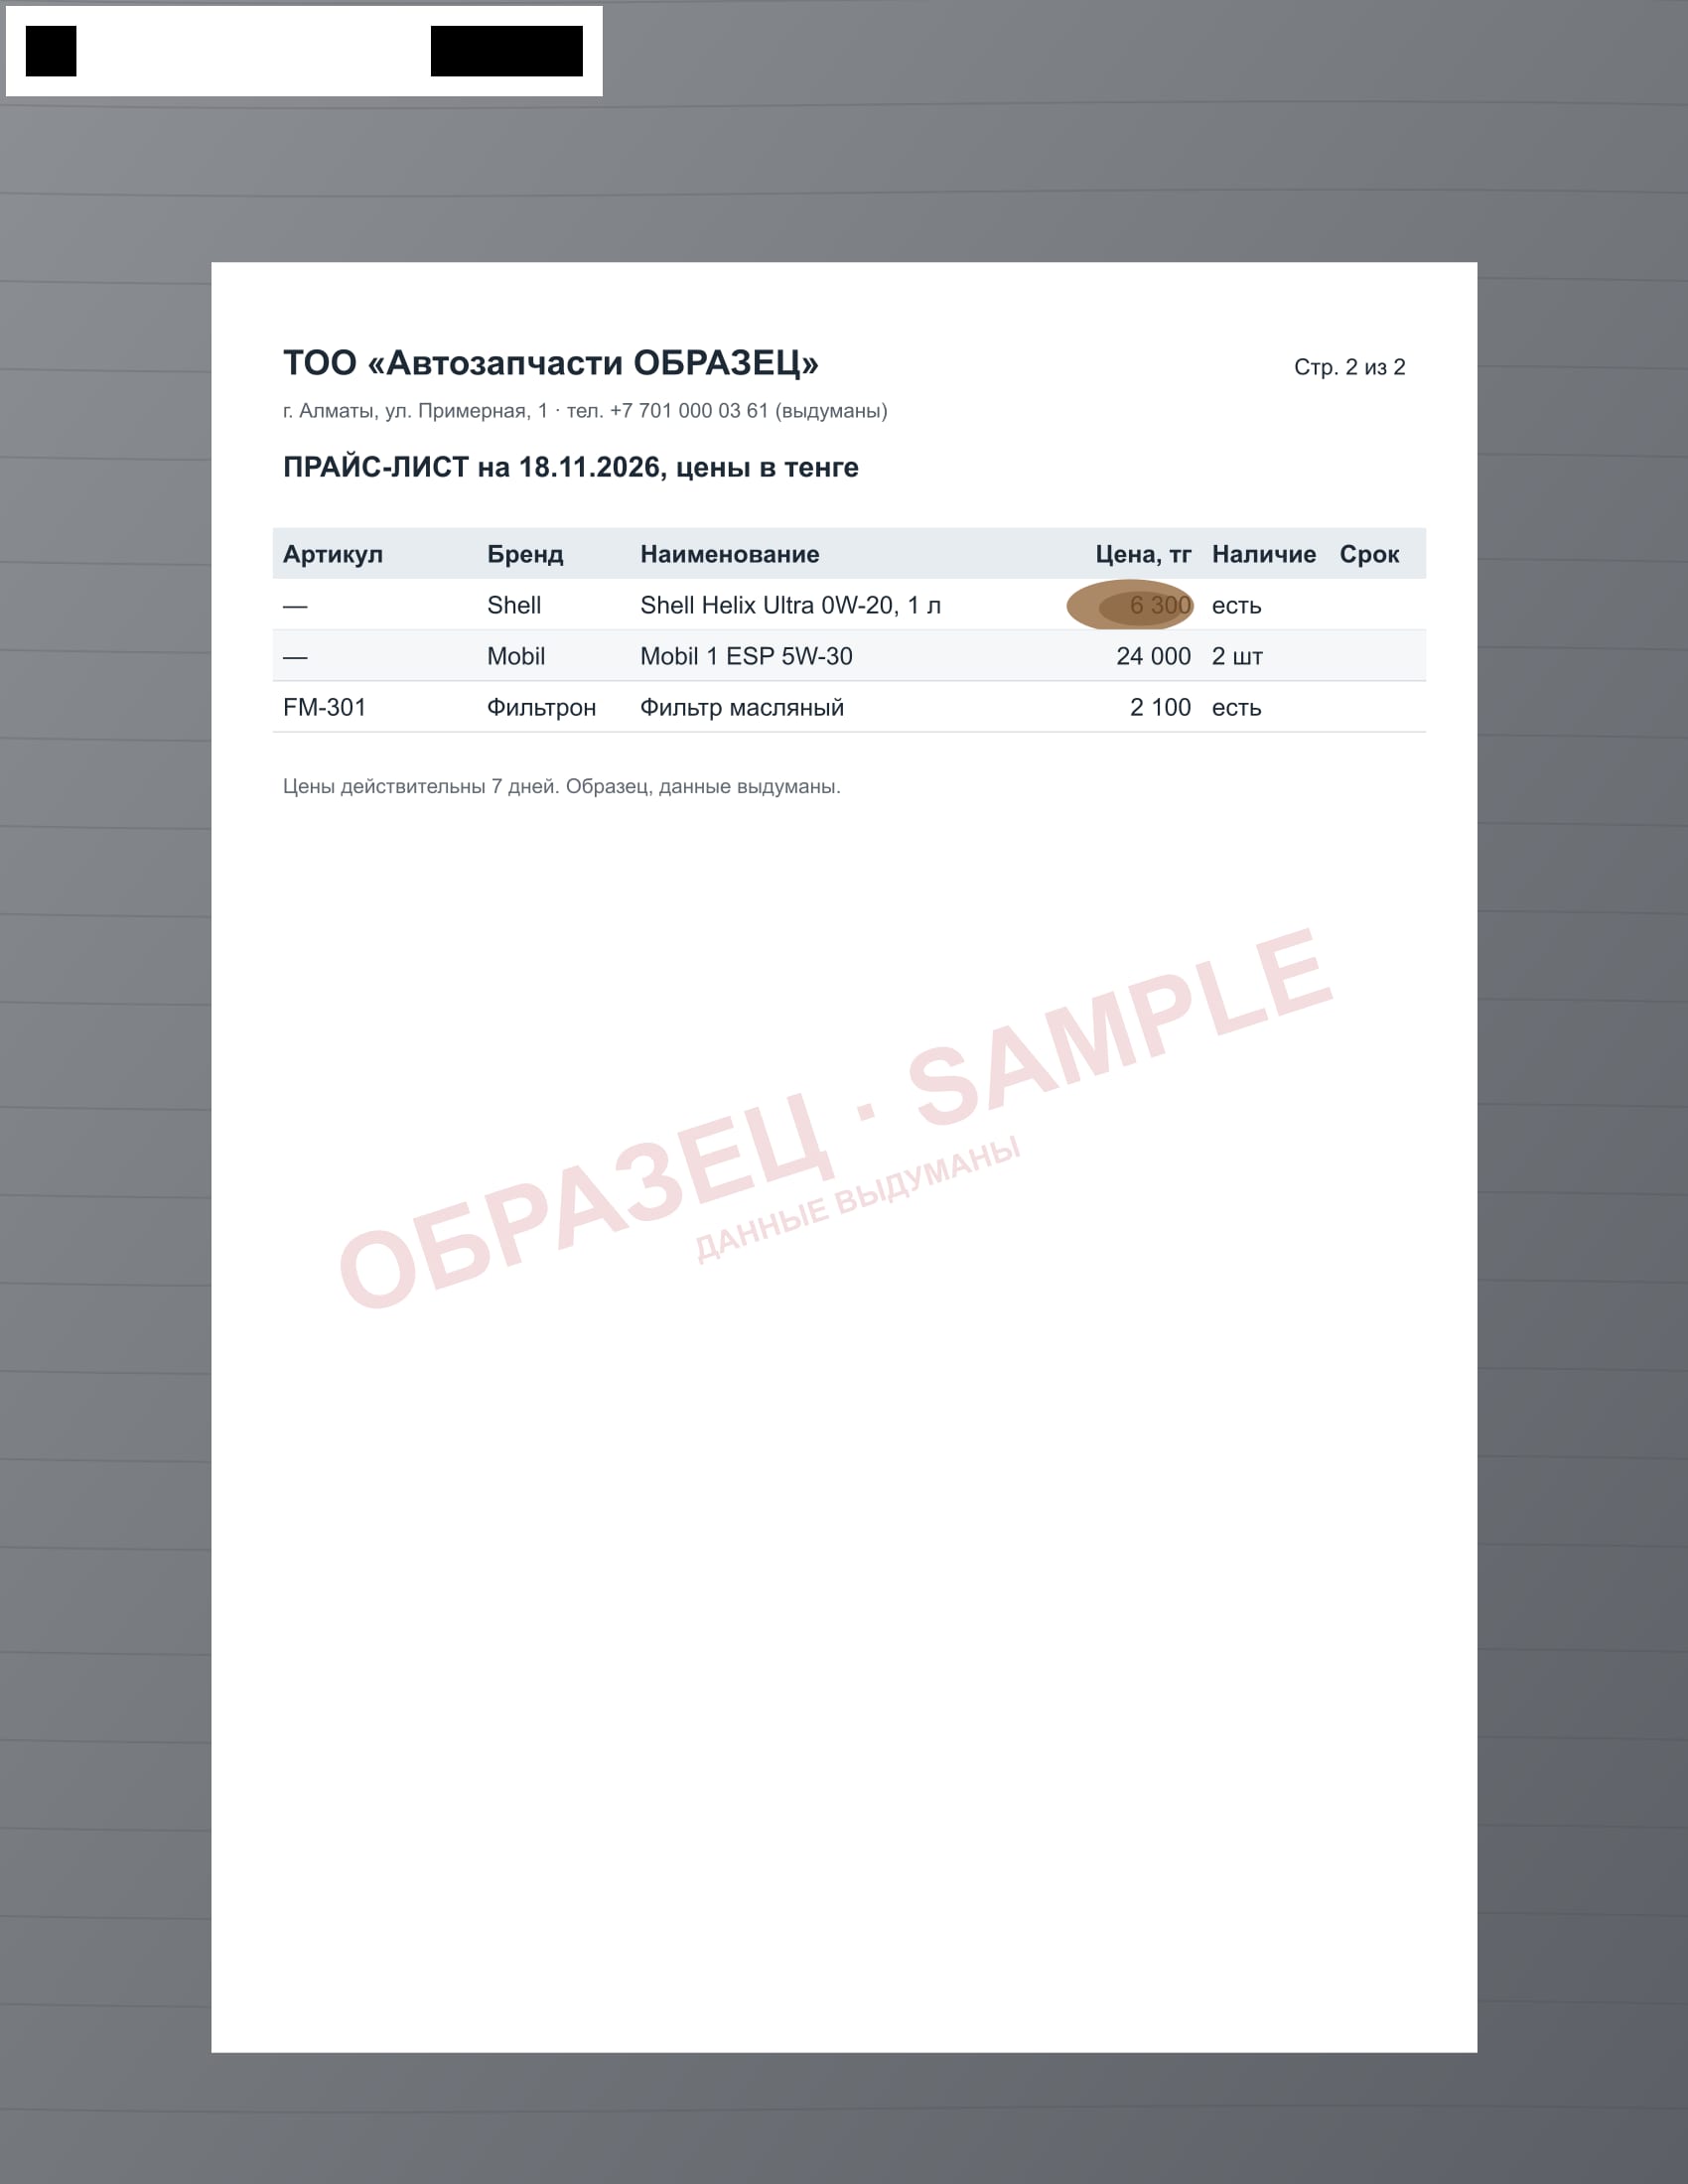 ТОО «Автозапчасти ОБРАЗЕЦ»
Стр. 2 из 2
г. Алматы, ул. Примерная, 1 · тел. +7 701 000 03 61 (выдуманы)
ПРАЙС-ЛИСТ на 18.11.2026, цены в тенге
Артикул Бренд Наименование Цена, тг Наличие Срок
— Shell Shell Helix Ultra 0W-20, 1 л 6 300 есть
— Mobil Mobil 1 ESP 5W-30 24 000 2 шт
FM-301 Фильтрон Фильтр масляный 2 100 есть
Цены действительны 7 дней. Образец, данные выдуманы.
ОБРАЗЕЦ · SAMPLE
ДАННЫЕ ВЫДУМАНЫ